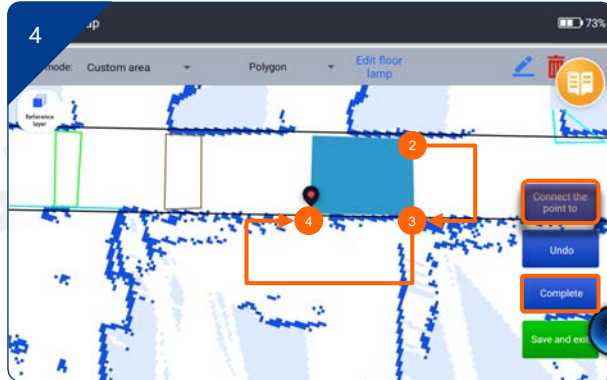 4
ap
73%
mode: Custom area Polygon Edit floor
lamp
Reference
layer
2
4
3
Connect the
point to
Undo
Complete
Save and exit